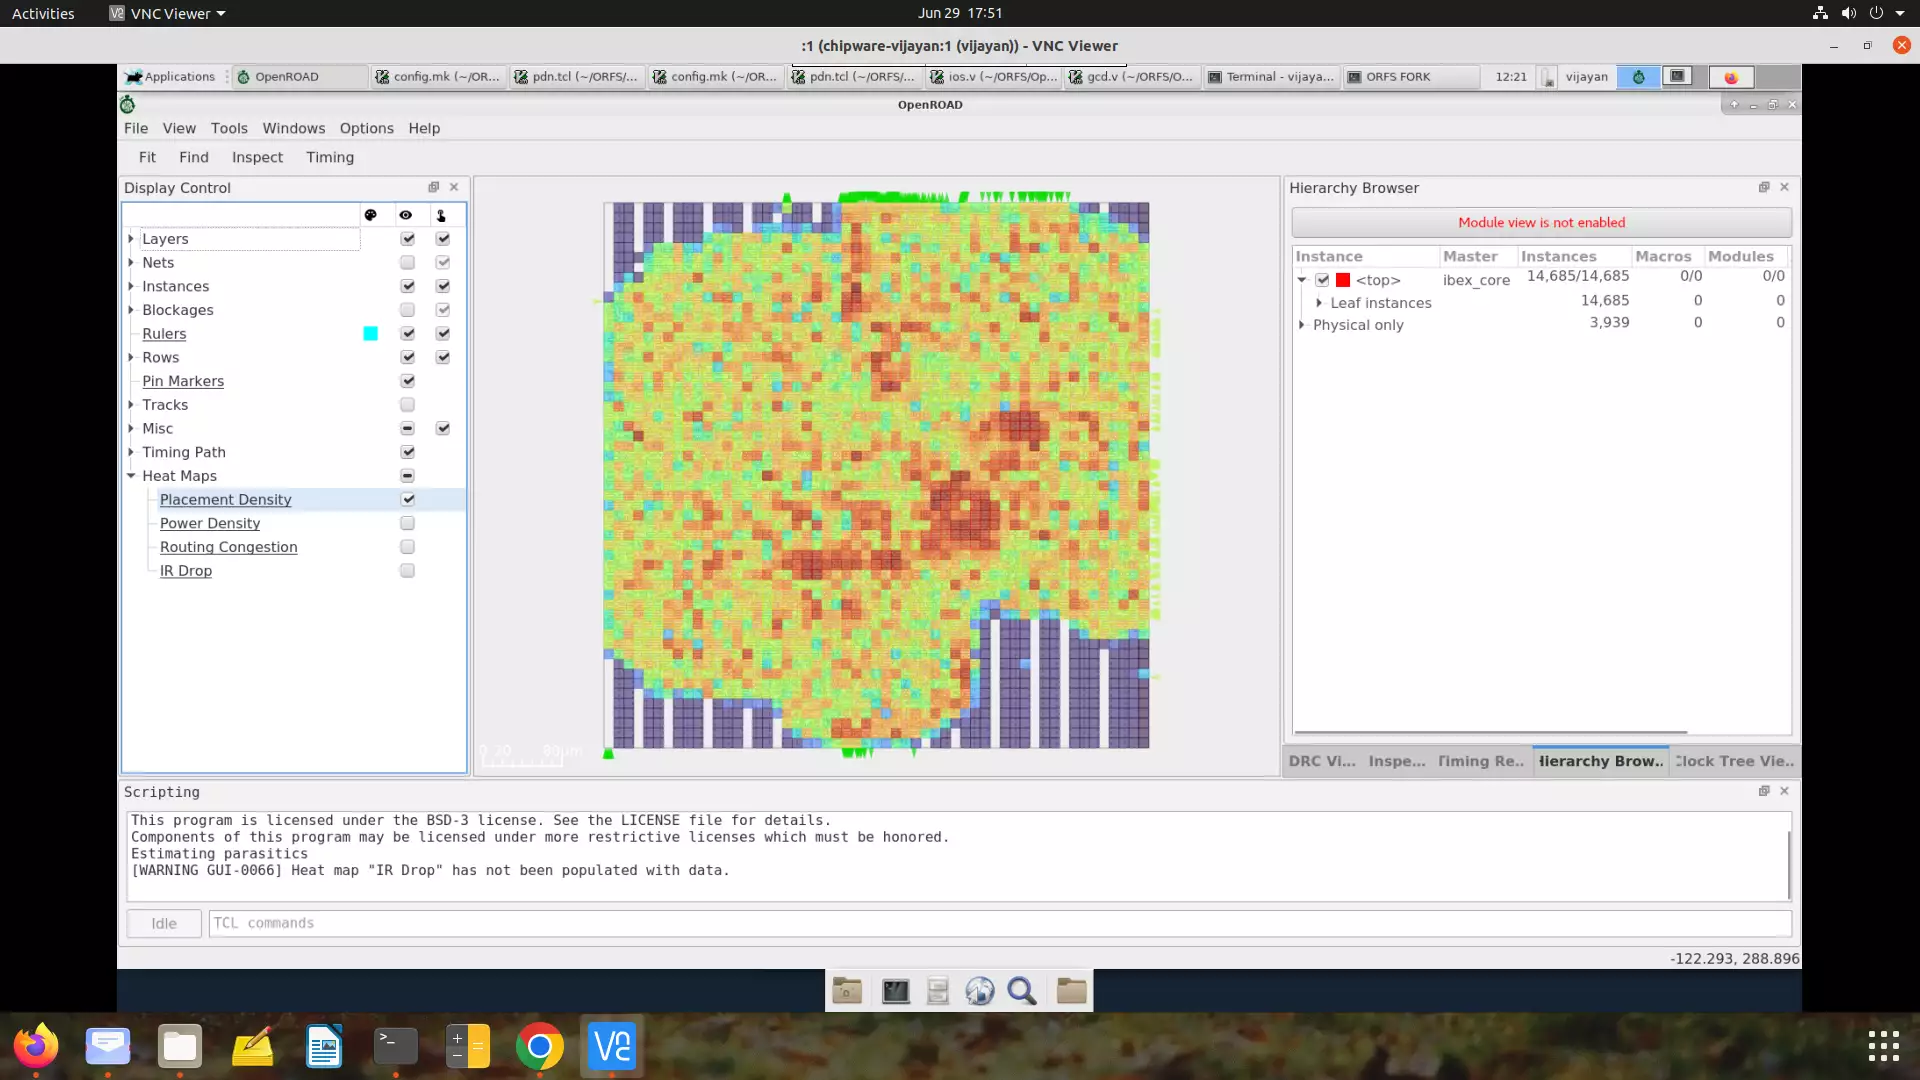 Activities
VNC Viewer
Jun 29 17:51
:1 (chipware-vijayan:1 (vijayan)) - VNC Viewer
Applications
OpenROAD
config.mk (~/OR...
pdn.tcl (~/ORFS/...
config.mk (~/OR...
pdn.tcl (~/ORFS/...
ios.v (~/ORFS/Op...
gcd.v (~/ORFS/O...
Terminal - vijaya...
ORFS FORK
12:21
vijayan
OpenROAD
File View Tools Windows Options Help
Fit Find Inspect Timing
Display Control
Layers
Nets
Instances
Blockages
Rulers
Rows
Pin Markers
Tracks
Misc
Timing Path
Heat Maps
Placement Density
Power Density
Routing Congestion
IR Drop
0 20 80μm
Hierarchy Browser
Module view is not enabled
Instance Master Instances Macros Modules
<top> ibex_core 14,685/14,685 0/0 0/0
Leaf instances 14,685 0 0
Physical only 3,939 0 0
DRC Vi... Inspe... Timing Re... Hierarchy Brow.. Clock Tree Vie..
Scripting
This program is licensed under the BSD-3 license. See the LICENSE file for details.
Components of this program may be licensed under more restrictive licenses which must be honored.
Estimating parasitics
[WARNING GUI-0066] Heat map "IR Drop" has not been populated with data.
Idle
TCL commands
-122.293, 288.896